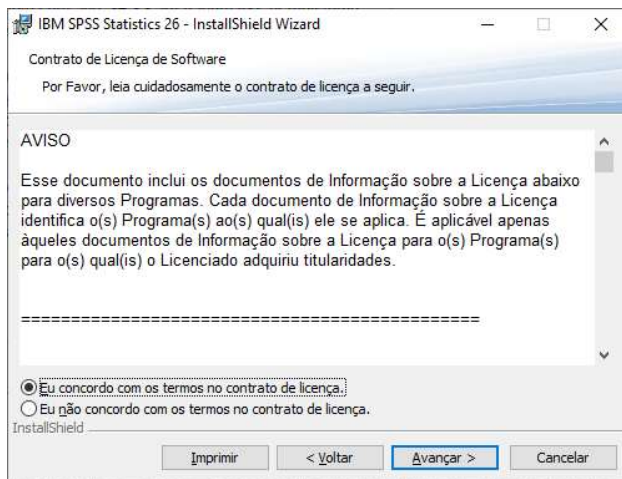 IBM SPSS Statistics 26 - InstallShield Wizard
Contrato de Licença de Software
Por Favor, leia cuidadosamente o contrato de licença a seguir.
AVISO
Esse documento inclui os documentos de Informação sobre a Licença abaixo
para diversos Programas. Cada documento de Informação sobre a Licença
identifica o(s) Programa(s) ao(s) qual(is) ele se aplica. É aplicável apenas
àqueles documentos de Informação sobre a Licença para o(s) Programa(s)
para o(s) qual(is) o Licenciado adquiriu titularidades.
==================================================
Eu concordo com os termos no contrato de licença.
Eu não concordo com os termos no contrato de licença.
InstallShield
Imprimir < Voltar Avançar > Cancelar